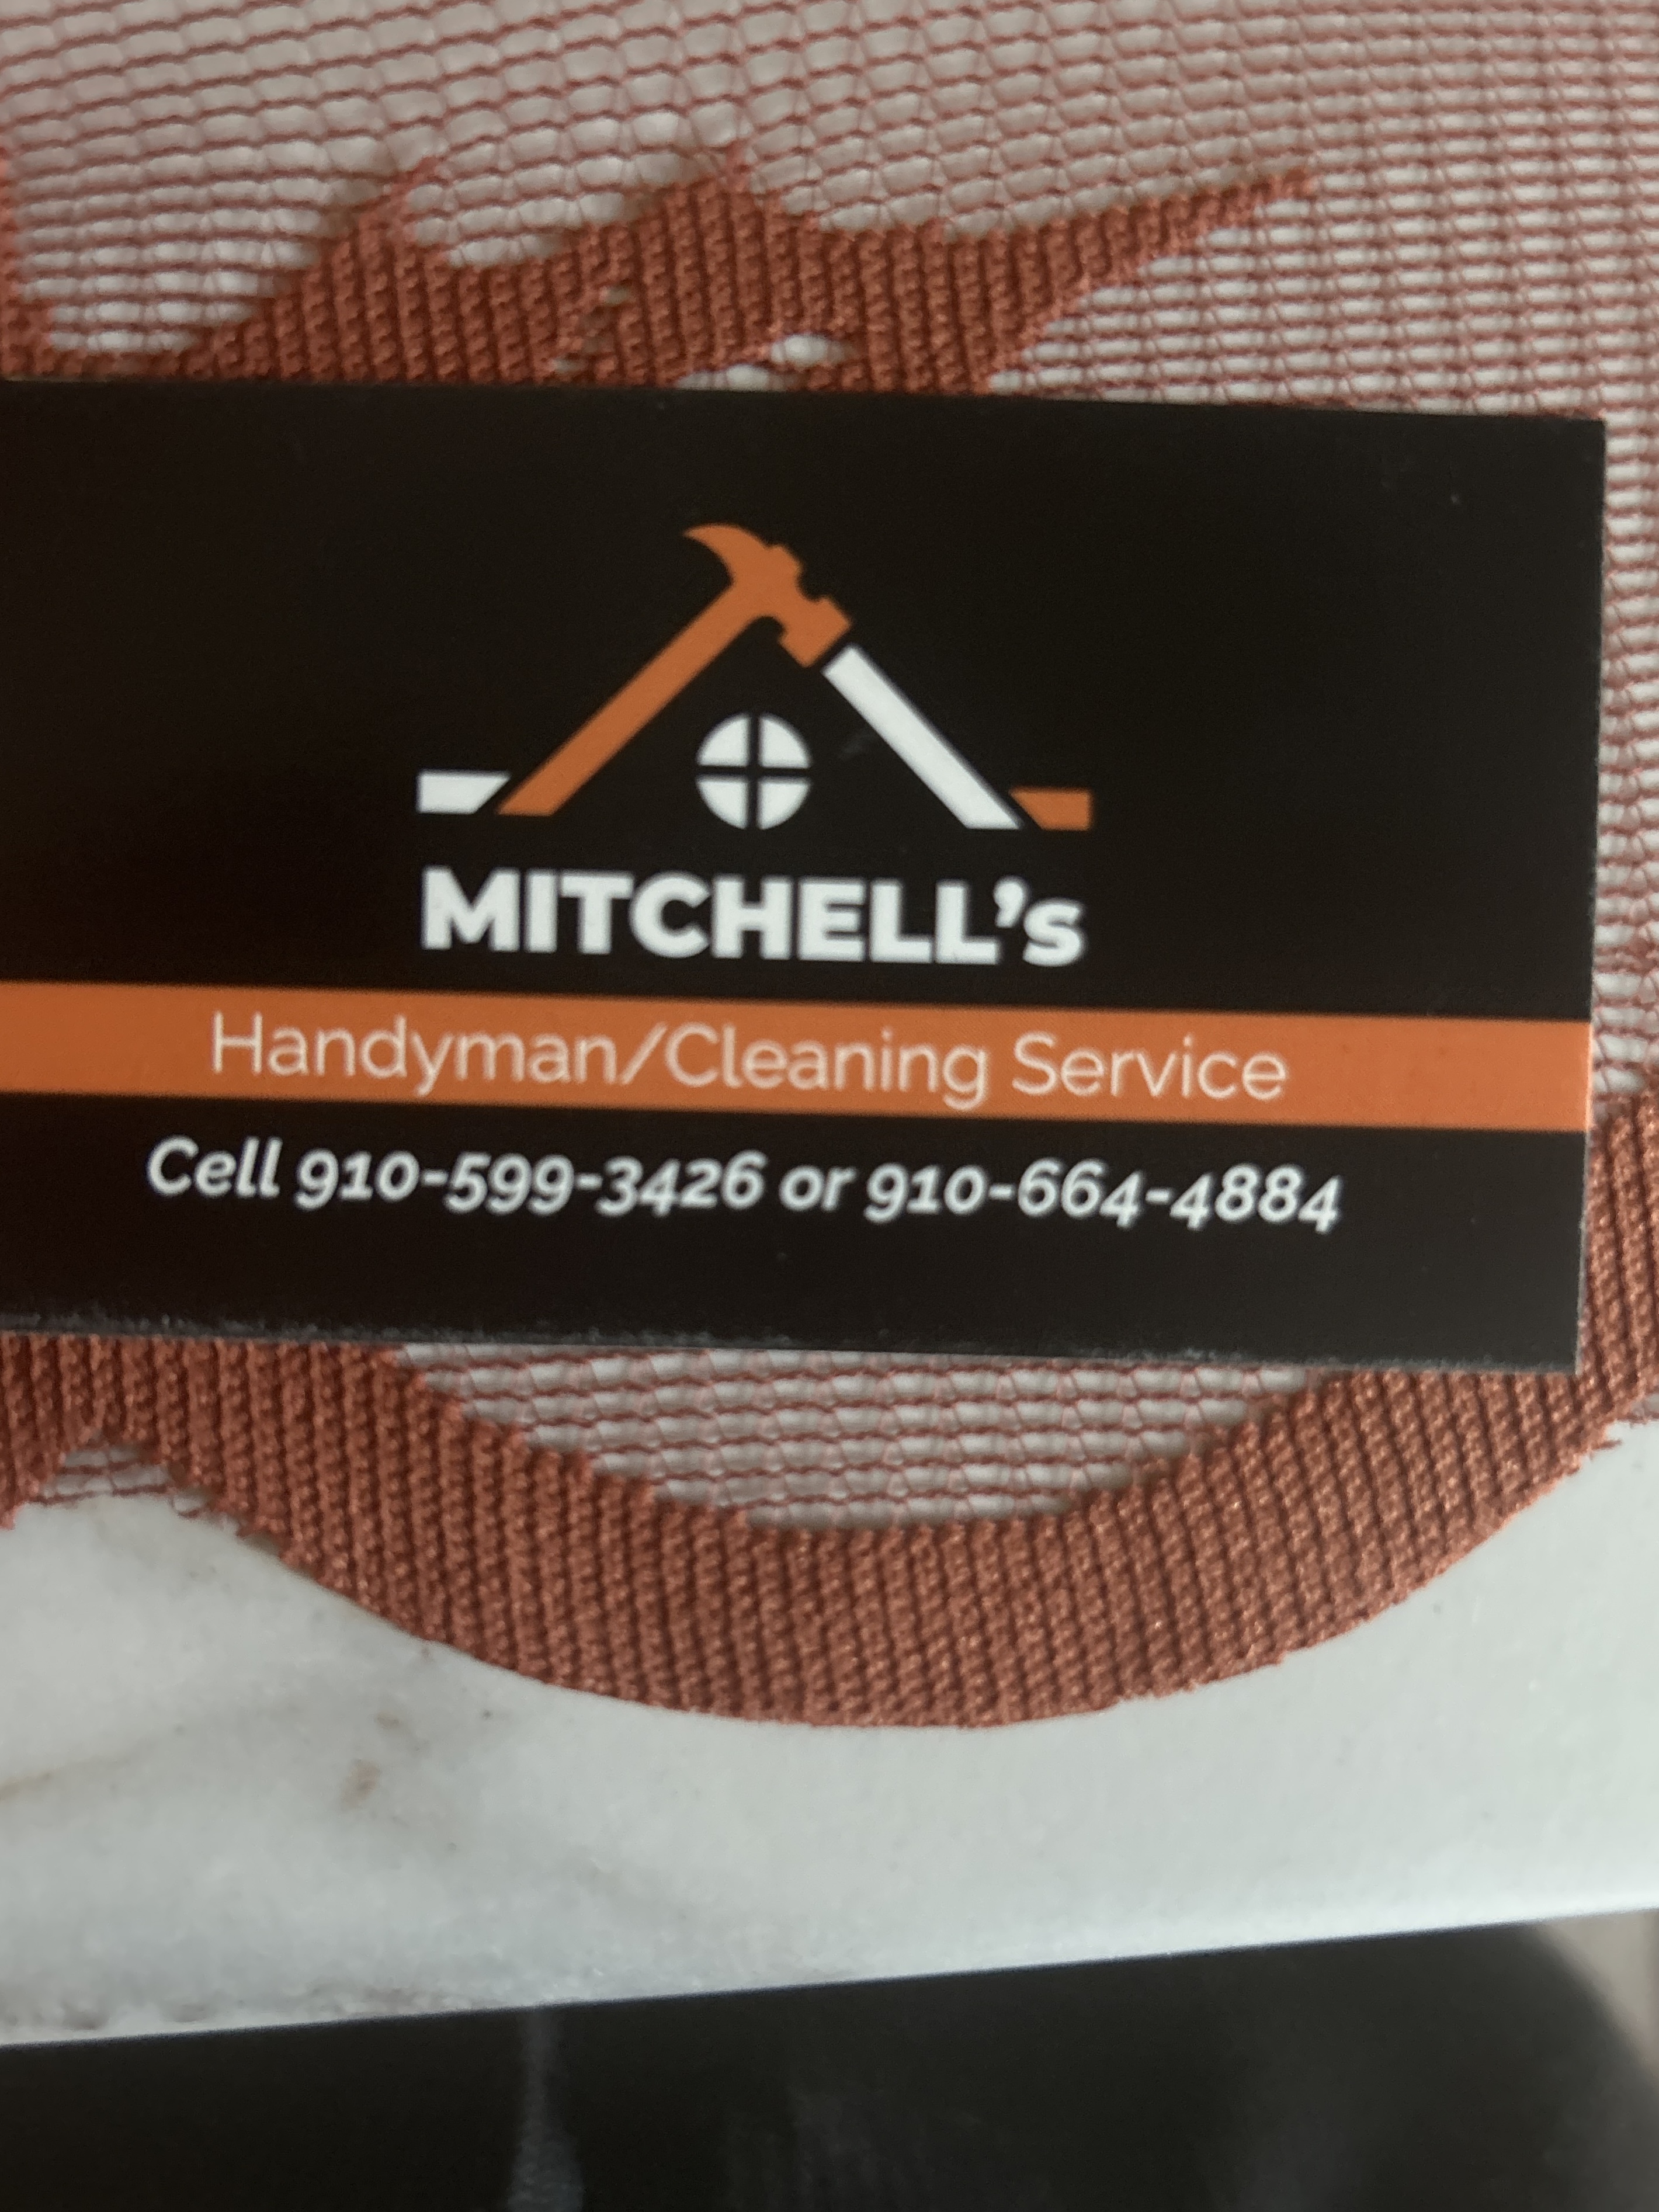 MITCHELL's
Handyman/Cleaning Service
Cell 910-599-3426 or 910-664-4884